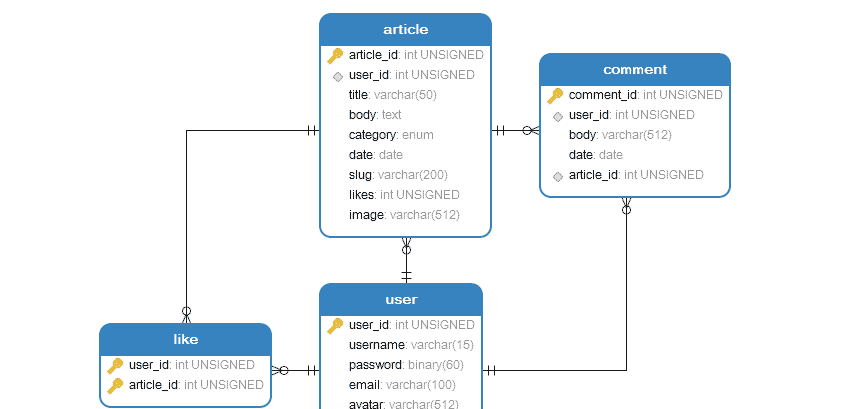 article
article_id: int UNSIGNED
user_id: int UNSIGNED
title: varchar(50)
body: text
category: enum
date: date
slug: varchar(200)
likes: int UNSIGNED
image: varchar(512)
comment
comment_id: int UNSIGNED
user_id: int UNSIGNED
body: varchar(512)
date: date
article_id: int UNSIGNED
user
user_id: int UNSIGNED
username: varchar(15)
password: binary(60)
email: varchar(100)
avatar: varchar(512)
like
user_id: int UNSIGNED
article_id: int UNSIGNED